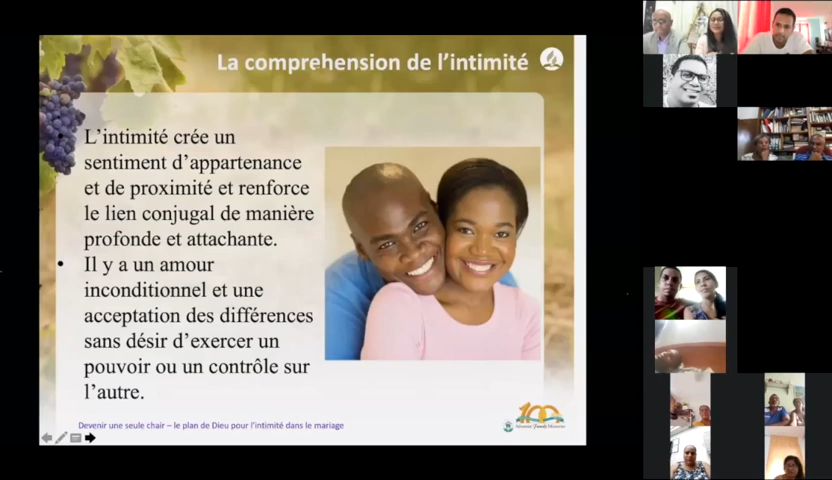 La comprehension de l'intimité
• L'intimité crée un
sentiment d'appartenance
et de proximité et renforce
le lien conjugal de manière
profonde et attachante.
• Il y a un amour
inconditionnel et une
acceptation des différences
sans désir d'exercer un
pouvoir ou un contrôle sur
l'autre.
100
Devenir une seule chair – le plan de Dieu pour l'intimité dans le mariage